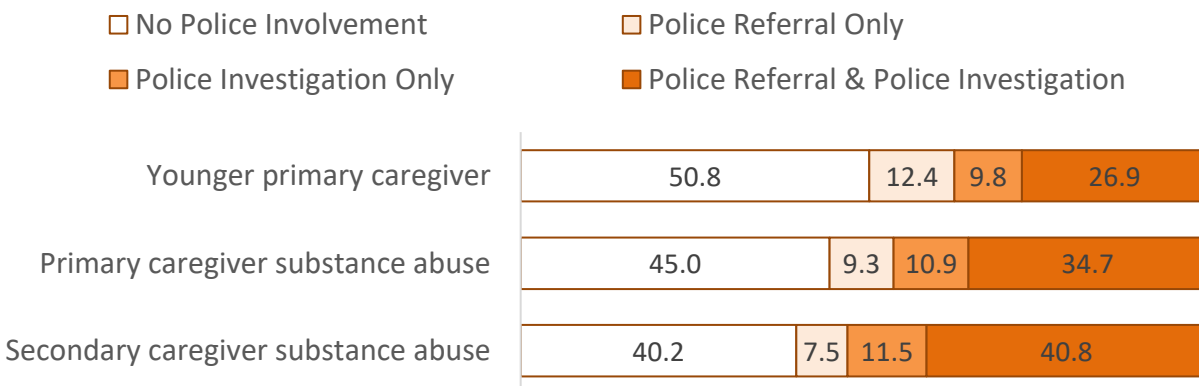 No Police Involvement
Police Referral Only
Police Investigation Only
Police Referral & Police Investigation
Younger primary caregiver 50.8 12.4 9.8 26.9
Primary caregiver substance abuse 45.0 9.3 10.9 34.7
Secondary caregiver substance abuse 40.2 7.5 11.5 40.8